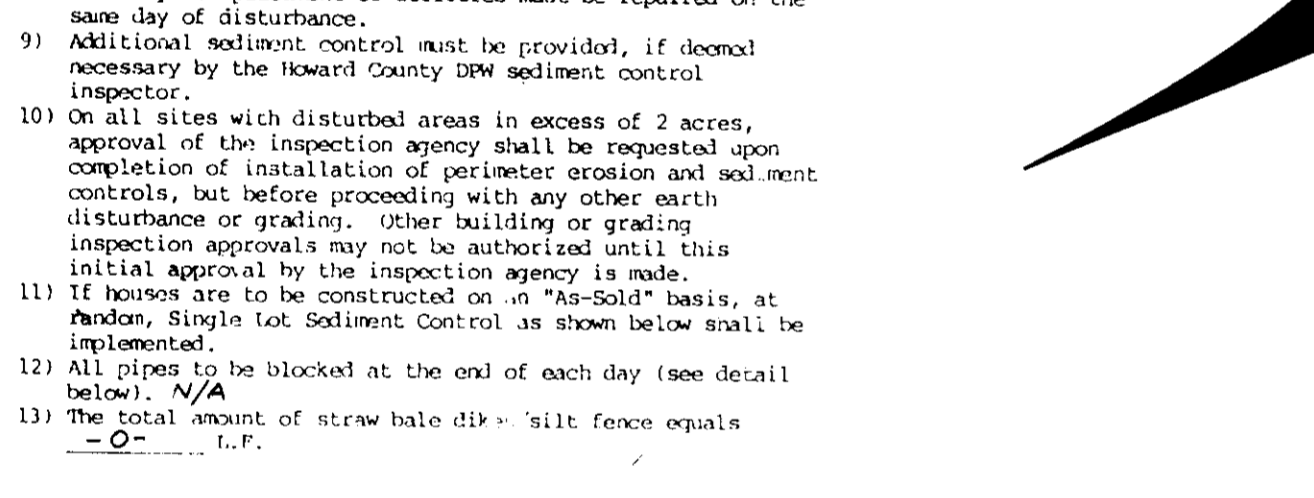 same day of disturbance.
9) Additional sediment control must be provided, if deemed
necessary by the Howard County DPW sediment control
inspector.
10) On all sites with disturbed areas in excess of 2 acres,
approval of the inspection agency shall be requested upon
completion of installation of perimeter erosion and sediment
controls, but before proceeding with any other earth
disturbance or grading. Other building or grading
inspection approvals may not be authorized until this
initial approval by the inspection agency is made.
11) If houses are to be constructed on an "As-Sold" basis, at
random, Single Lot Sediment Control as shown below shall be
implemented.
12) All pipes to be blocked at the end of each day (see detail
below). N/A
13) The total amount of straw bale dike/silt fence equals
-0- L.F.